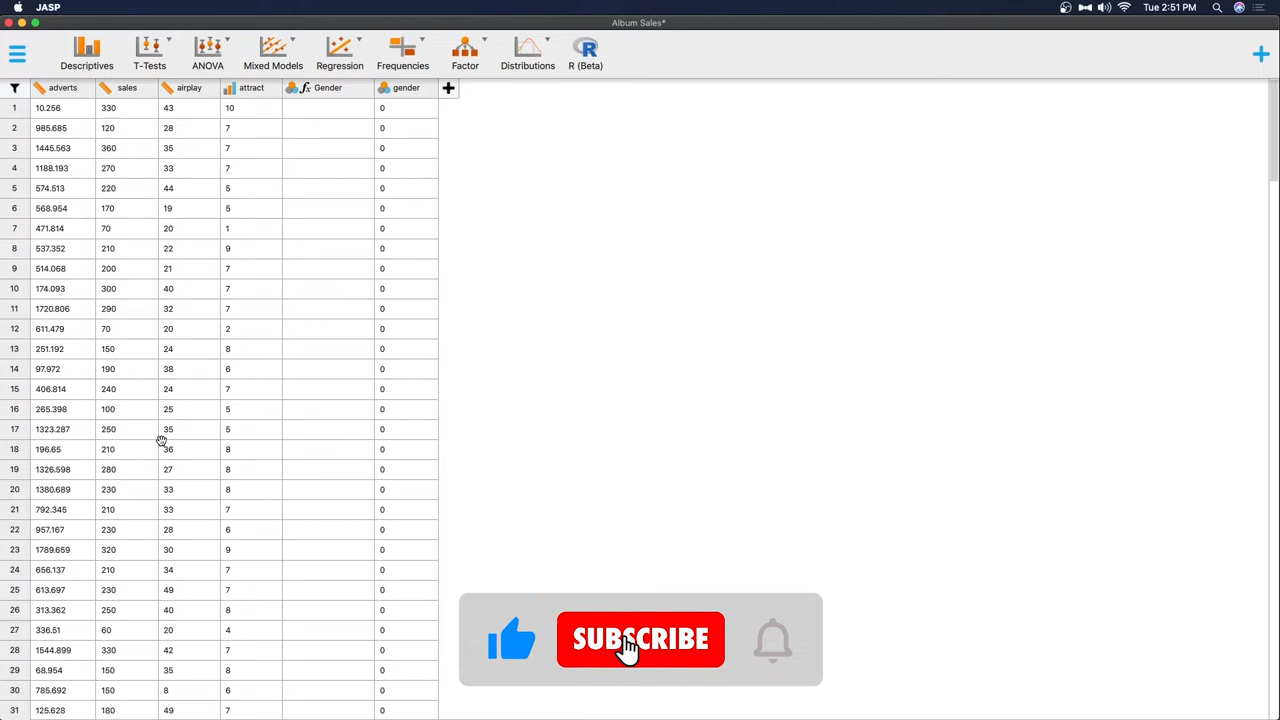 JASP
Tue 2:51 PM
Album Sales*
Descriptives T-Tests ANOVA Mixed Models Regression Frequencies Factor Distributions R (Beta)
adverts sales airplay attract fx Gender gender
1 10.256 330 43 10 0
2 985.685 120 28 7 0
3 1445.563 360 35 7 0
4 1188.193 270 33 7 0
5 574.513 220 44 5 0
6 568.954 170 19 5 0
7 471.814 70 20 1 0
8 537.352 210 22 9 0
9 514.068 200 21 7 0
10 174.093 300 40 7 0
11 1720.806 290 32 7 0
12 611.479 70 20 2 0
13 251.192 150 24 8 0
14 97.972 190 38 6 0
15 406.814 240 24 7 0
16 265.398 100 25 5 0
17 1323.287 250 35 5 0
18 196.65 210 36 8 0
19 1326.598 280 27 8 0
20 1380.689 230 33 8 0
21 792.345 210 33 7 0
22 957.167 230 28 6 0
23 1789.659 320 30 9 0
24 656.137 210 34 7 0
25 613.697 230 49 7 0
26 313.362 250 40 8 0
27 336.51 60 20 4 0
28 1544.899 330 42 7 0
29 68.954 150 35 8 0
30 785.692 150 8 6 0
31 125.628 180 49 7 0
SUBSCRIBE